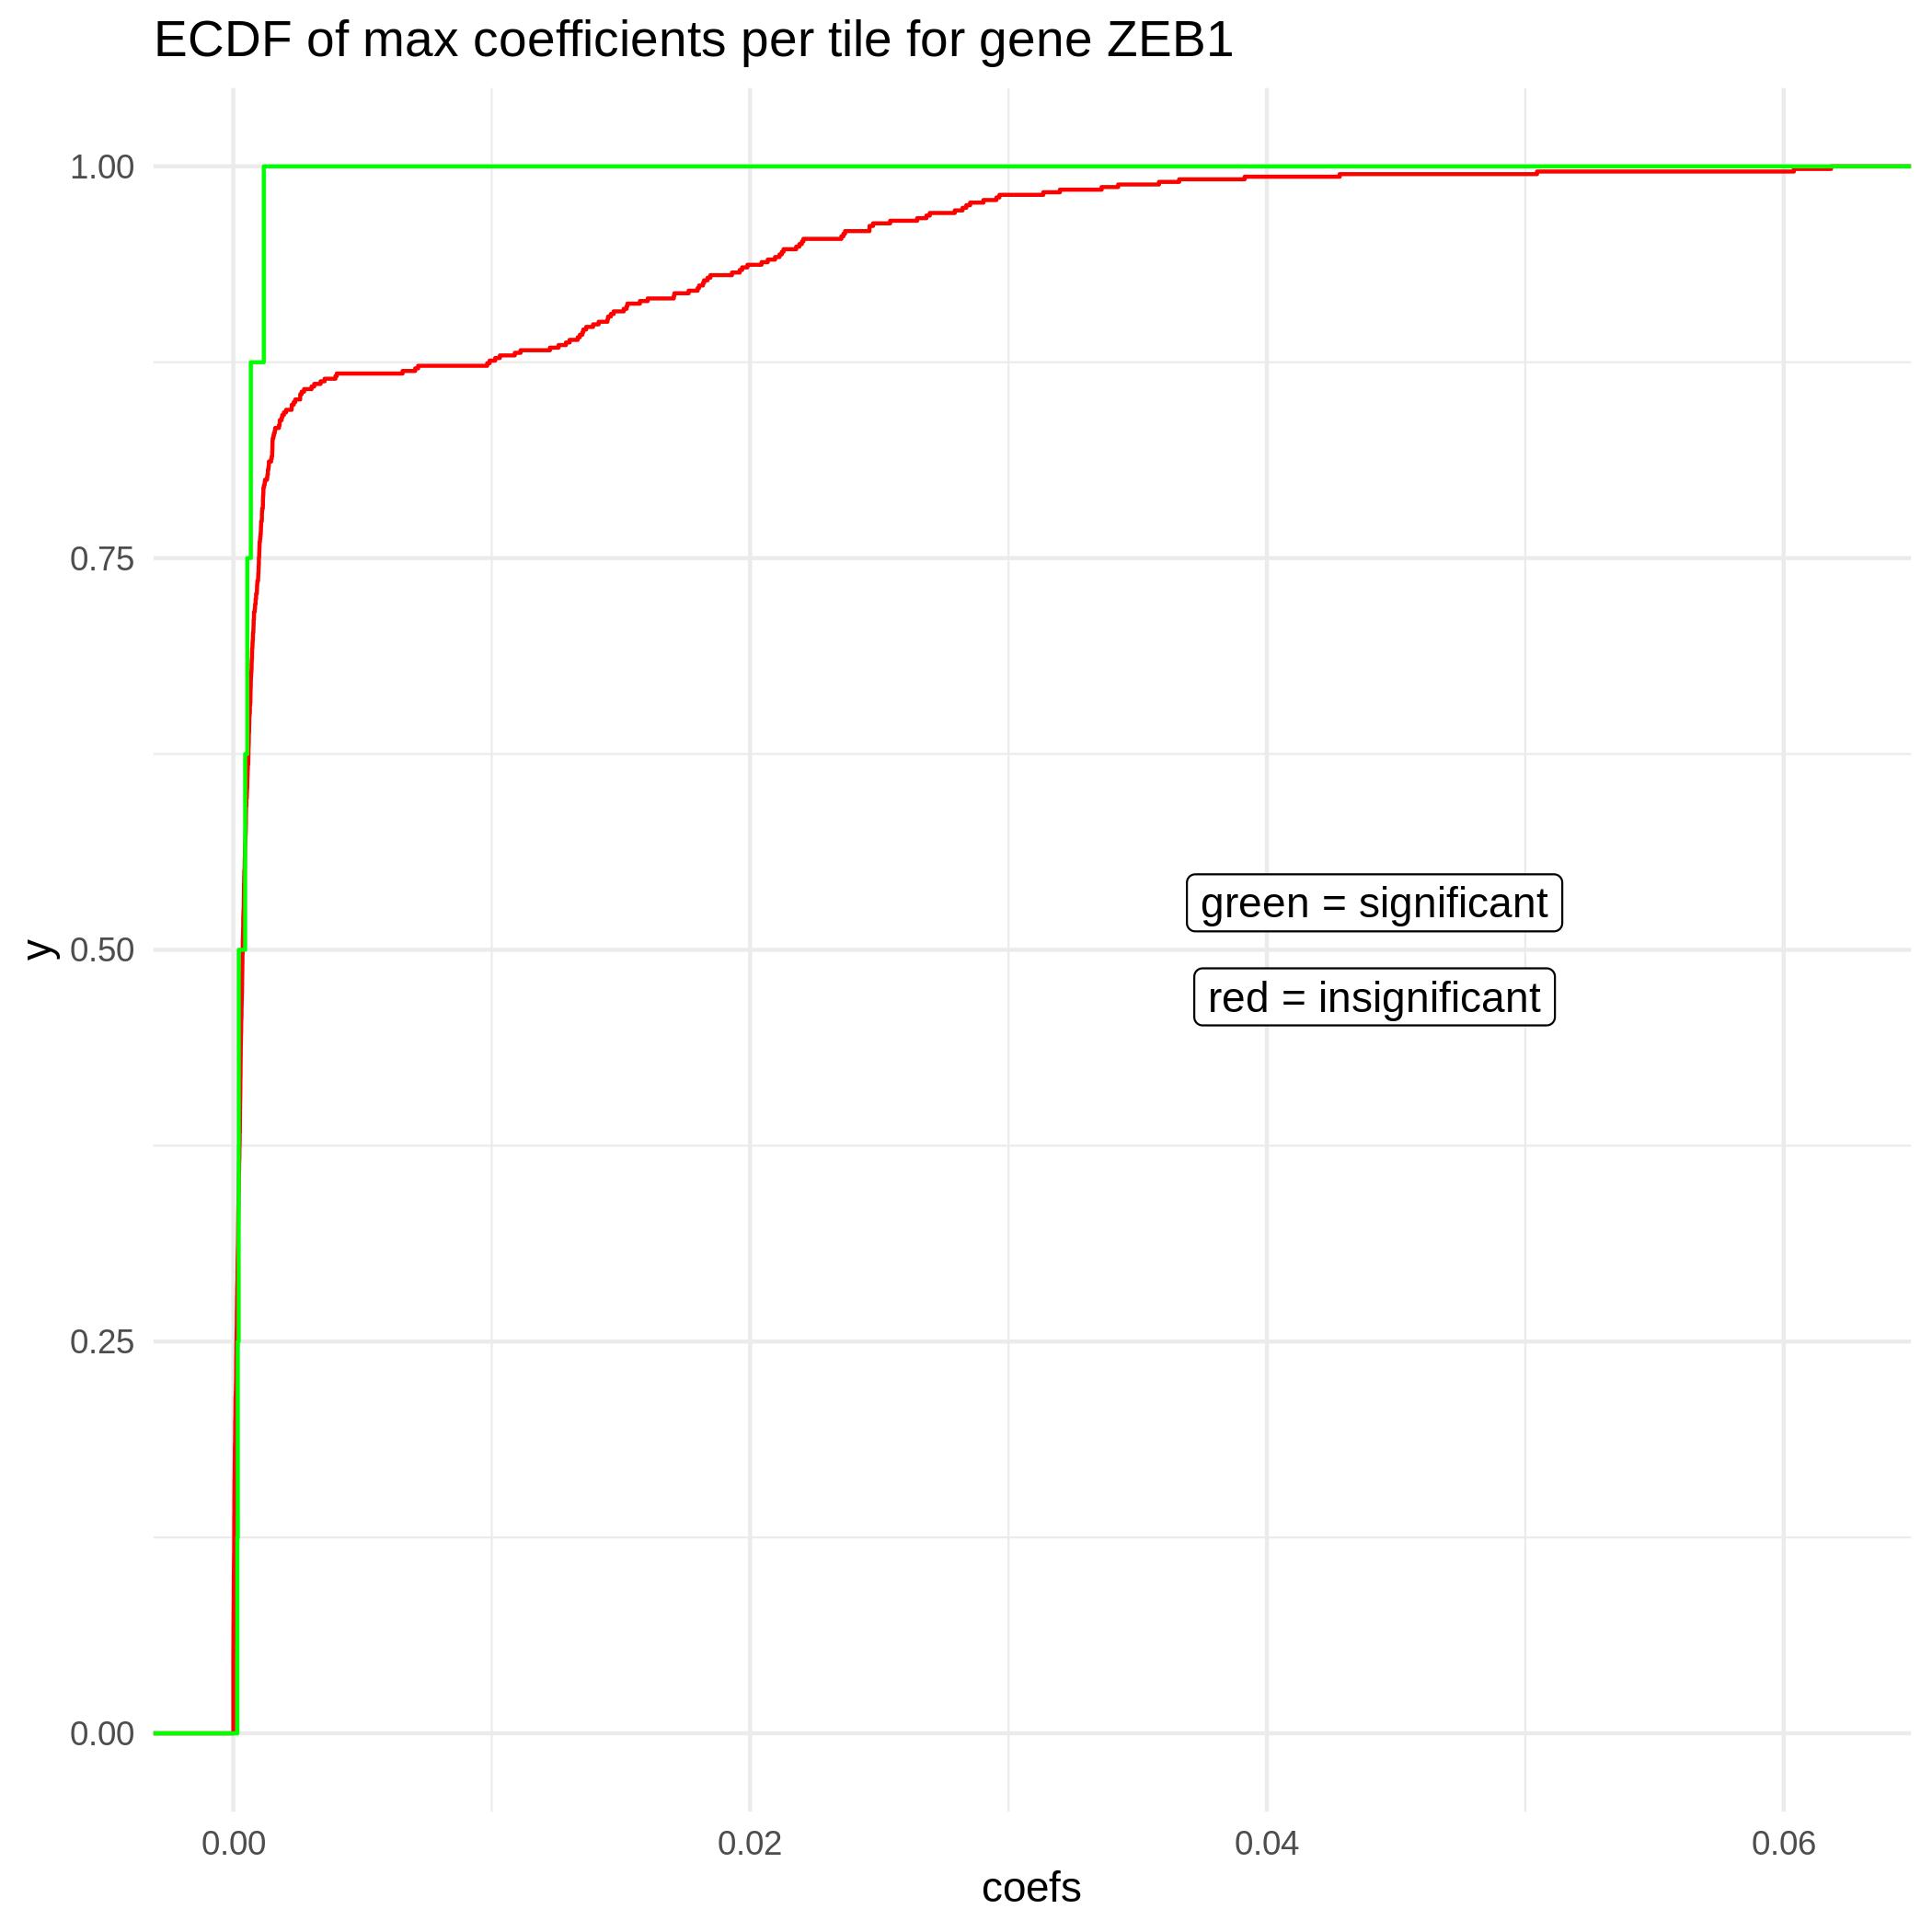 ECDF of max coefficients per tile for gene ZEB1
1.00
0.75
green = significant
y
0.50
red = insignificant
0.25
0.00
0.00
0.02
0.04
0.06
coefs